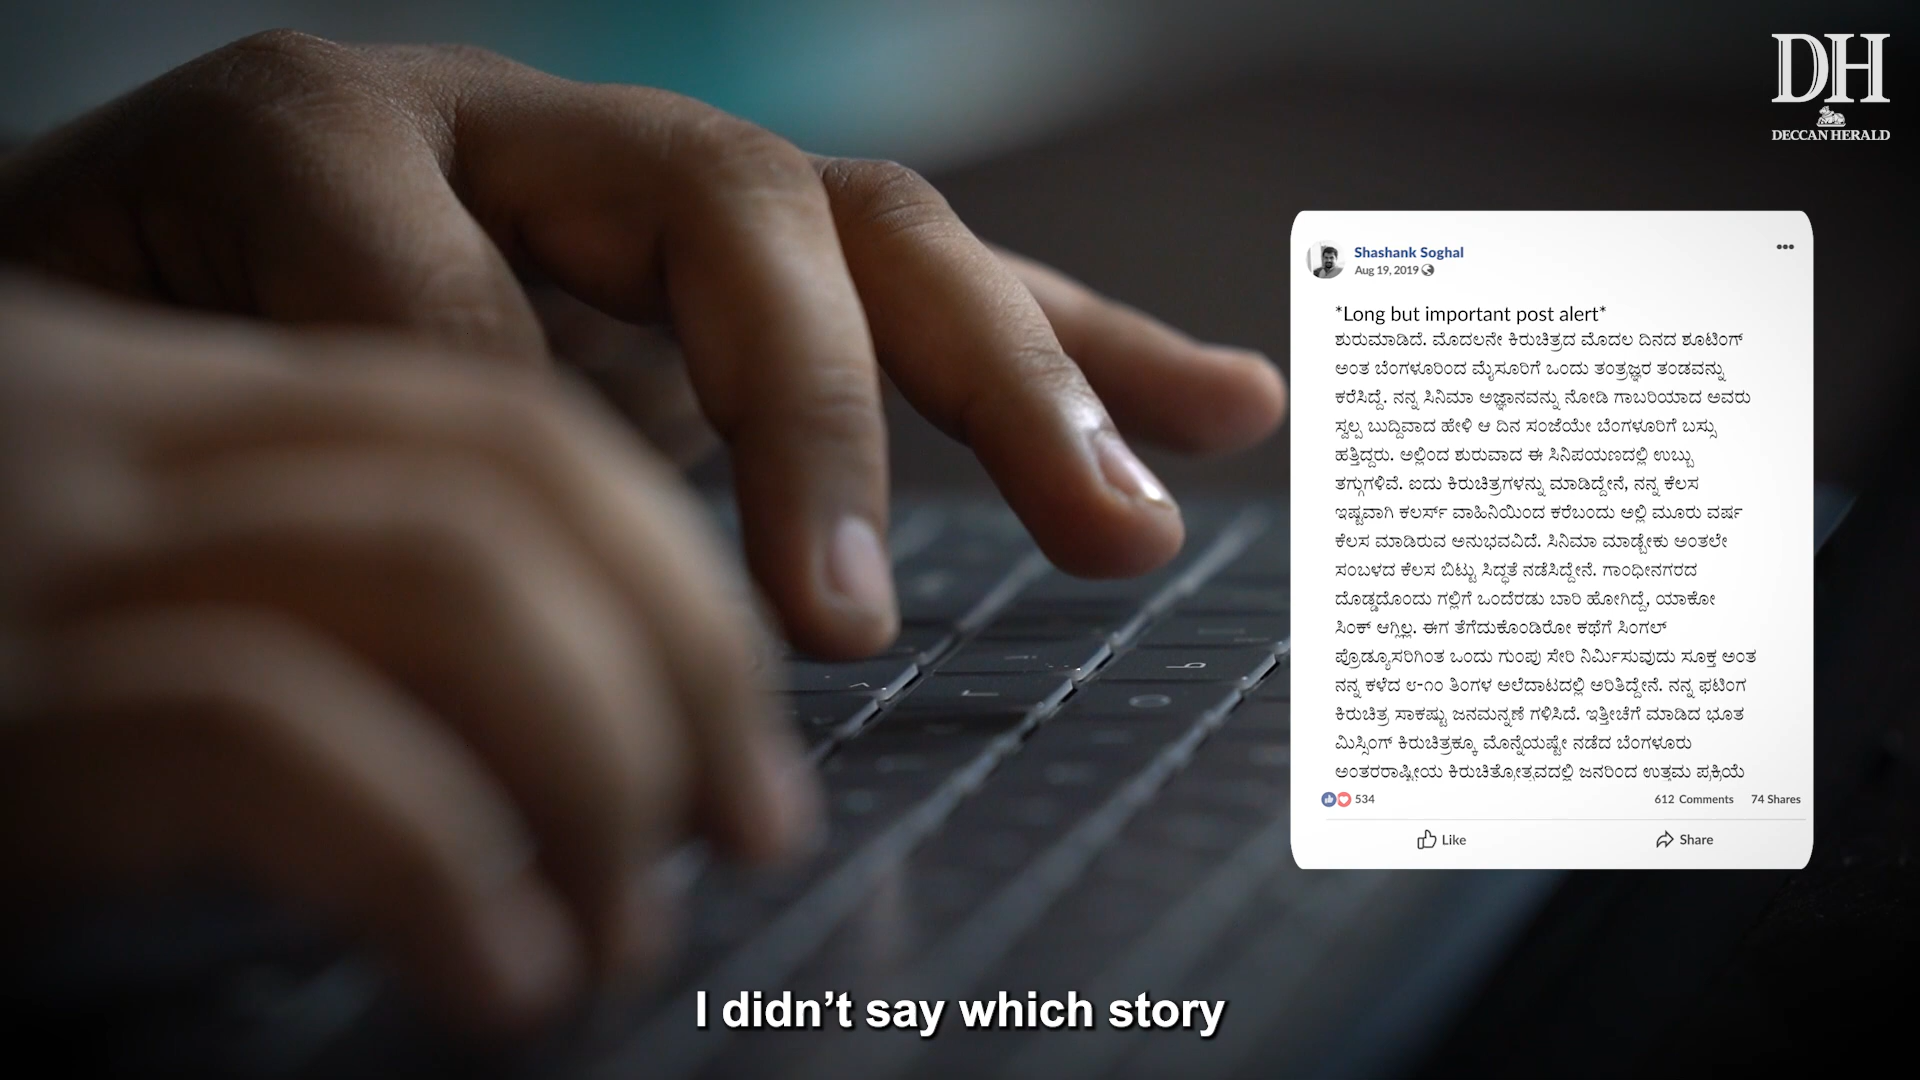 DH
DECCAN HERALD
Shashank Soghal
Aug 19, 2019
*Long but important post alert*
ಶುರುಮಾಡಿದೆ. ಮೊದಲನೇ ಕಿರುಚಿತ್ರದ ಮೊದಲ ದಿನದ ಶೂಟಿಂಗ್
ಅಂತ ಬೆಂಗಳೂರಿಂದ ಮೈಸೂರಿಗೆ ಒಂದು ತಂತ್ರಜ್ಞರ ತಂಡವನ್ನು
ಕರೆಸಿದ್ದೆ. ನನ್ನ ಸಿನಿಮಾ ಅಜ್ಞಾನವನ್ನು ನೋಡಿ ಗಾಬರಿಯಾದ ಅವರು
ಸ್ವಲ್ಪ ಬುದ್ದಿವಾದ ಹೇಳಿ ಆ ದಿನ ಸಂಜೆಯೇ ಬೆಂಗಳೂರಿಗೆ ಬಸ್ಸು
ಹತ್ತಿದ್ದರು. ಅಲ್ಲಿಂದ ಶುರುವಾದ ಈ ಸಿನಿಪಯಣದಲ್ಲಿ ಉಬ್ಬು
ತಗ್ಗುಗಳಿವೆ. ಐದು ಕಿರುಚಿತ್ರಗಳನ್ನು ಮಾಡಿದ್ದೇನೆ, ನನ್ನ ಕೆಲಸ
ಇಷ್ಟವಾಗಿ ಕಲರ್ಸ್ ವಾಹಿನಿಯಿಂದ ಕರೆಬಂದು ಅಲ್ಲಿ ಮೂರು ವರ್ಷ
ಕೆಲಸ ಮಾಡಿರುವ ಅನುಭವವಿದೆ. ಸಿನಿಮಾ ಮಾಡ್ಬೇಕು ಅಂತಲೇ
ಸಂಬಳದ ಕೆಲಸ ಬಿಟ್ಟು ಸಿದ್ಧತೆ ನಡೆಸಿದ್ದೇನೆ. ಗಾಂಧೀನಗರದ
ದೊಡ್ಡದೊಂದು ಗಲ್ಲಿಗೆ ಒಂದೆರಡು ಬಾರಿ ಹೋಗಿದ್ದೆ, ಯಾಕೋ
ಸಿಂಕ್ ಆಗ್ಲಿಲ್ಲ. ಈಗ ತೆಗೆದುಕೊಂಡಿರೋ ಕಥೆಗೆ ಸಿಂಗಲ್
ಪ್ರೊಡ್ಯೂಸರಿಗಿಂತ ಒಂದು ಗುಂಪು ಸೇರಿ ನಿರ್ಮಿಸುವುದು ಸೂಕ್ತ ಅಂತ
ನನ್ನ ಕಳೆದ ೮-೧೦ ತಿಂಗಳ ಅಲೆದಾಟದಲ್ಲಿ ಅರಿತಿದ್ದೇನೆ. ನನ್ನ ಫಟಿಂಗ
ಕಿರುಚಿತ್ರ ಸಾಕಷ್ಟು ಜನಮನ್ನಣೆ ಗಳಿಸಿದೆ. ಇತ್ತೀಚೆಗೆ ಮಾಡಿದ ಭೂತ
ಮಿಸ್ಸಿಂಗ್ ಕಿರುಚಿತ್ರಕ್ಕೂ ಮೊನ್ನೆಯಷ್ಟೇ ನಡೆದ ಬೆಂಗಳೂರು
ಅಂತರರಾಷ್ಟ್ರೀಯ ಕಿರುಚಿತ್ರೋತ್ಸವದಲ್ಲಿ ಜನರಿಂದ ಉತ್ತಮ ಪ್ರಕ್ರಿಯೆ
534
612 Comments 74 Shares
Like Share
I didn't say which story